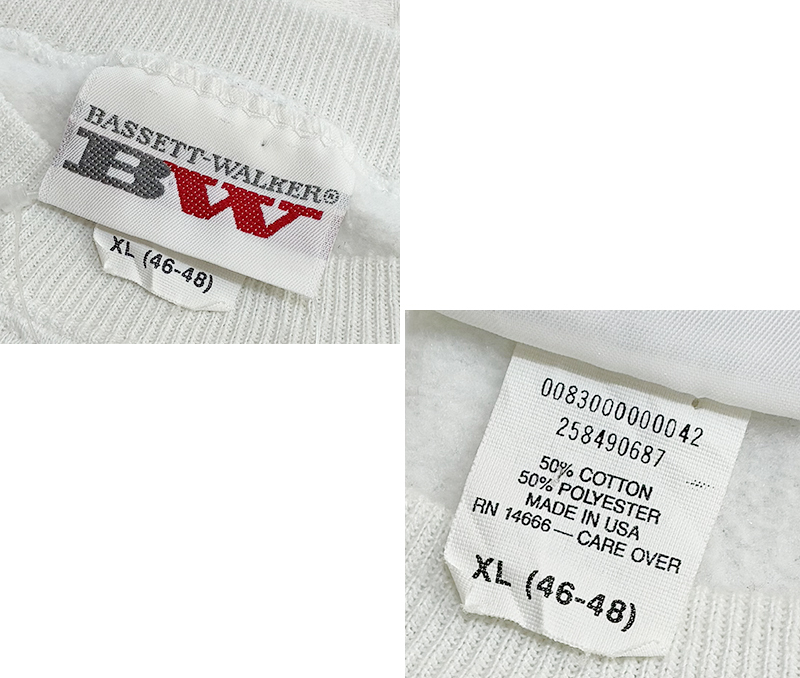 BASSETT-WALKER®
BW
XL (46-48)
0083000000042
258490687
50% COTTON
50% POLYESTER
MADE IN USA
RN 14666 — CARE OVER
XL (46-48)